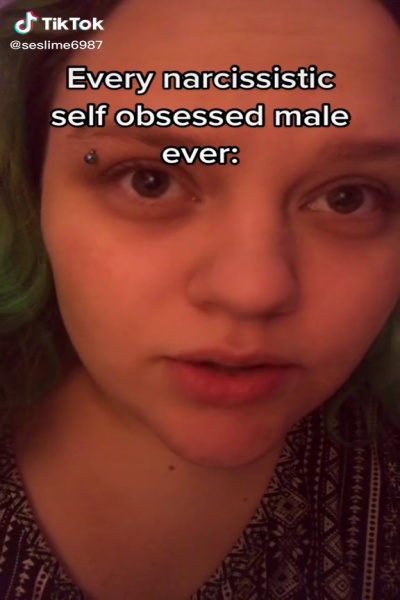 TikTok
@seslime6987
Every narcissistic
self obsessed male
ever: